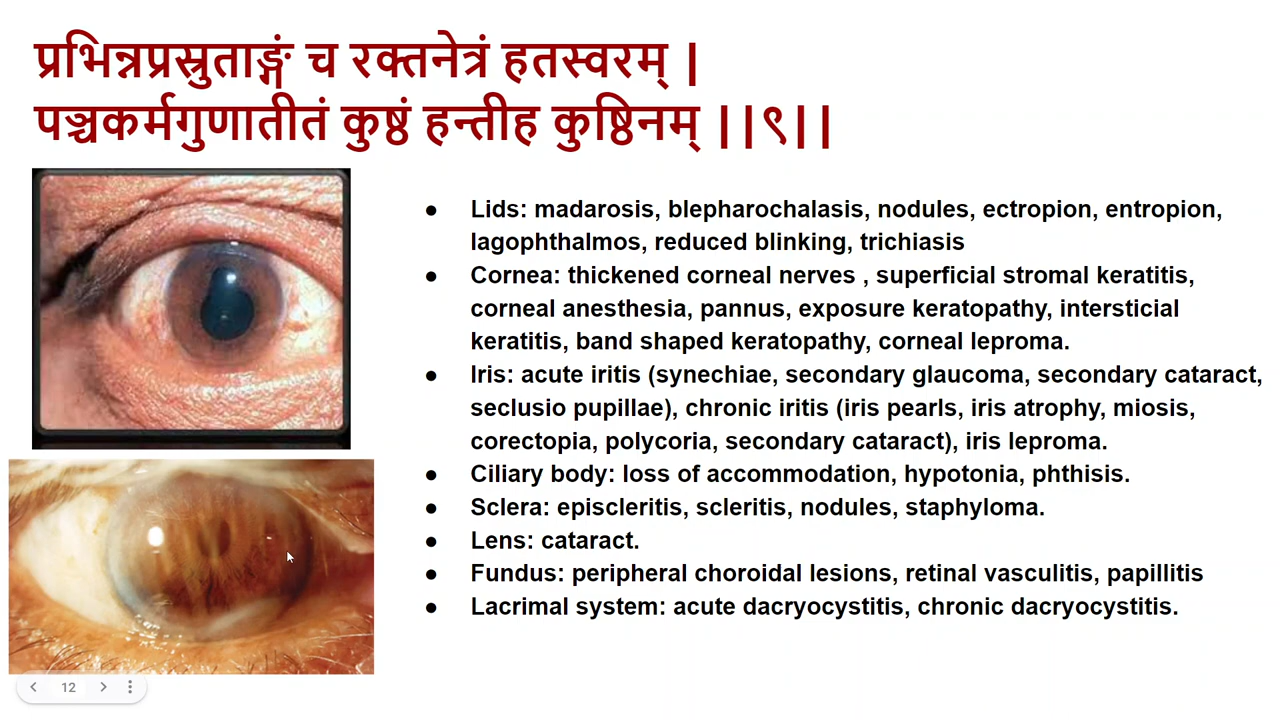 प्रभिन्नप्रस्रुताङ्गं च रक्तनेत्रं हतस्वरम् |
पञ्चकर्मगुणातीतं कुष्ठं हन्तीह कुष्ठिनम् ||९||
● Lids: madarosis, blepharochalasis, nodules, ectropion, entropion,
lagophthalmos, reduced blinking, trichiasis
● Cornea: thickened corneal nerves , superficial stromal keratitis,
corneal anesthesia, pannus, exposure keratopathy, intersticial
keratitis, band shaped keratopathy, corneal leproma.
● Iris: acute iritis (synechiae, secondary glaucoma, secondary cataract,
seclusio pupillae), chronic iritis (iris pearls, iris atrophy, miosis,
corectopia, polycoria, secondary cataract), iris leproma.
● Ciliary body: loss of accommodation, hypotonia, phthisis.
● Sclera: episcleritis, scleritis, nodules, staphyloma.
● Lens: cataract.
● Fundus: peripheral choroidal lesions, retinal vasculitis, papillitis
● Lacrimal system: acute dacryocystitis, chronic dacryocystitis.
12